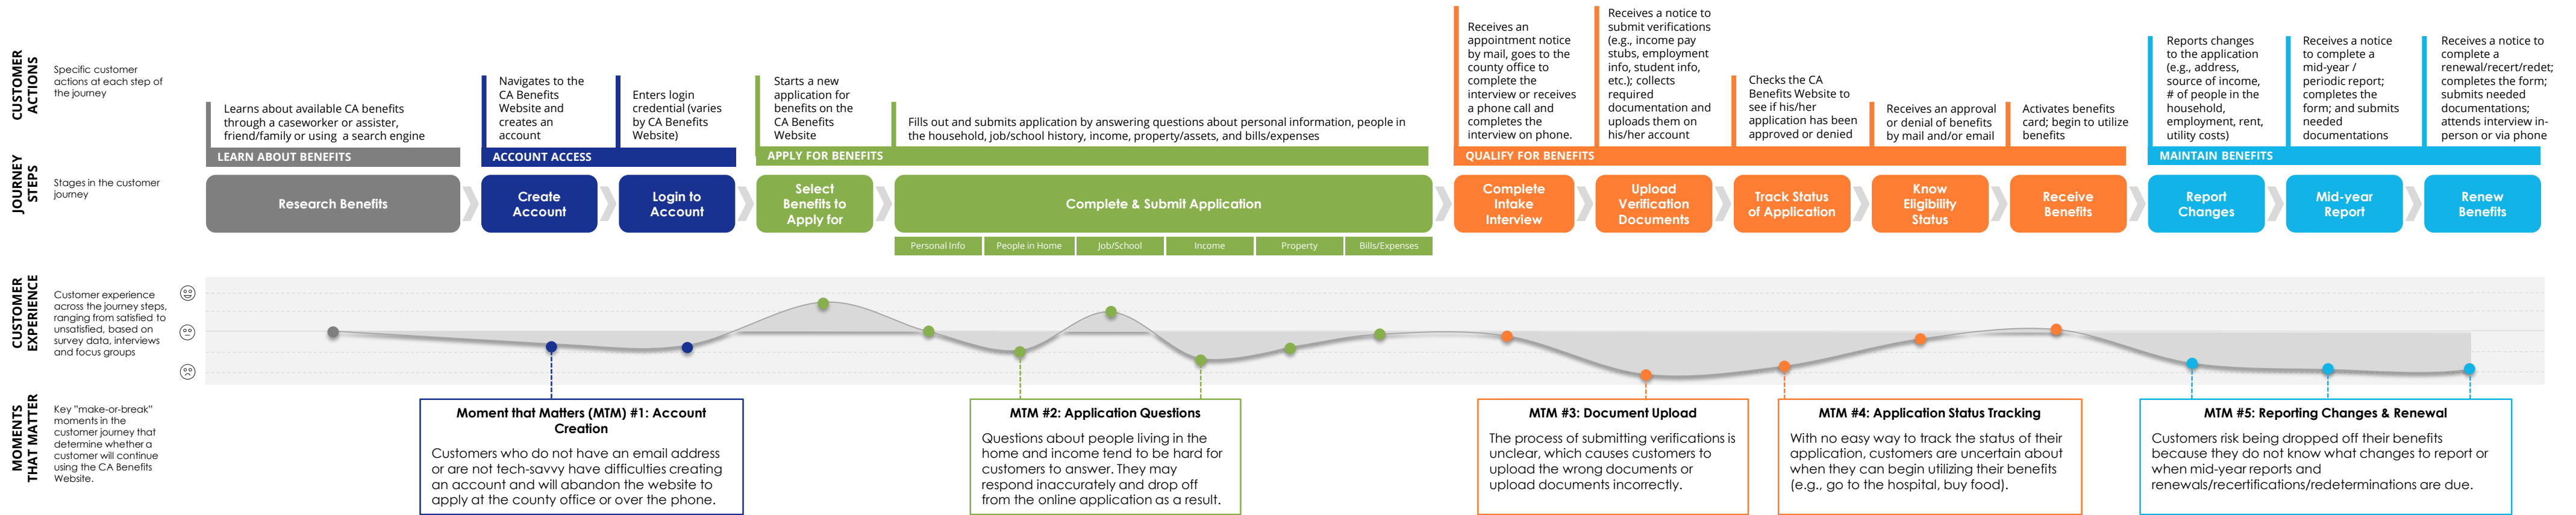 CUSTOMER
ACTIONS
Specific customer
actions at each step of
the journey
Learns about available CA benefits
through a caseworker or assister,
friend/family or using  a search engine
Navigates to the
CA Benefits
Website and
creates an
account
Enters login
credential (varies
by CA Benefits
Website)
Starts a new
application for
benefits on the
CA Benefits
Website
Fills out and submits application by answering questions about personal information, people in
the household, job/school history, income, property/assets, and bills/expenses
Receives an
appointment notice
by mail, goes to the
county office to
complete the
interview or receives
a phone call and
completes the
interview on phone.
Receives a notice to
submit verifications
(e.g., income pay
stubs, employment
info, student info,
etc.); collects
required
documentation and
uploads them on
his/her account
Checks the CA
Benefits Website to
see if his/her
application has been
approved or denied
Receives an approval
or denial of benefits
by mail and/or email
Activates benefits
card; begin to utilize
benefits
Reports changes
to the application
(e.g., address,
source of income,
# of people in the
household,
employment, rent,
utility costs)
Receives a notice
to complete a
mid-year /
periodic report;
completes the
form; and submits
needed
documentations
Receives a notice to
complete a
renewal/recert/redet;
completes the form;
submits needed
documentations;
attends interview in-
person or via phone
LEARN ABOUT BENEFITS
ACCOUNT ACCESS
APPLY FOR BENEFITS
QUALIFY FOR BENEFITS
MAINTAIN BENEFITS
JOURNEY
STEPS
Stages in the customer
journey
Research Benefits
Create
Account
Login to
Account
Select
Benefits to
Apply for
Complete & Submit Application
Complete
Intake
Interview
Upload
Verification
Documents
Track Status
of Application
Know
Eligibility
Status
Receive
Benefits
Report
Changes
Mid-year
Report
Renew
Benefits
Personal Info
People in Home
Job/School
Income
Property
Bills/Expenses
CUSTOMER
EXPERIENCE
Customer experience
across the journey steps,
ranging from satisfied to
unsatisfied, based on
survey data, interviews
and focus groups
MOMENTS
THAT MATTER
Key "make-or-break"
moments in the
customer journey that
determine whether a
customer will continue
using the CA Benefits
Website.
Moment that Matters (MTM) #1: Account
Creation
Customers who do not have an email address
or are not tech-savvy have difficulties creating
an account and will abandon the website to
apply at the county office or over the phone.
MTM #2: Application Questions
Questions about people living in the
home and income tend to be hard for
customers to answer. They may
respond inaccurately and drop off
from the online application as a result.
MTM #3: Document Upload
The process of submitting verifications is
unclear, which causes customers to
upload the wrong documents or
upload documents incorrectly.
MTM #4: Application Status Tracking
With no easy way to track the status of their
application, customers are uncertain about
when they can begin utilizing their benefits
(e.g., go to the hospital, buy food).
MTM #5: Reporting Changes & Renewal
Customers risk being dropped off their benefits
because they do not know what changes to report or
when mid-year reports and
renewals/recertifications/redeterminations are due.